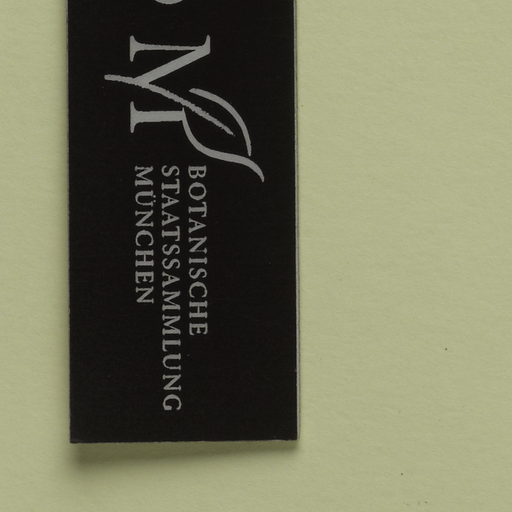 M
BOTANISCHE
STAATSSAMMLUNG
MÜNCHEN